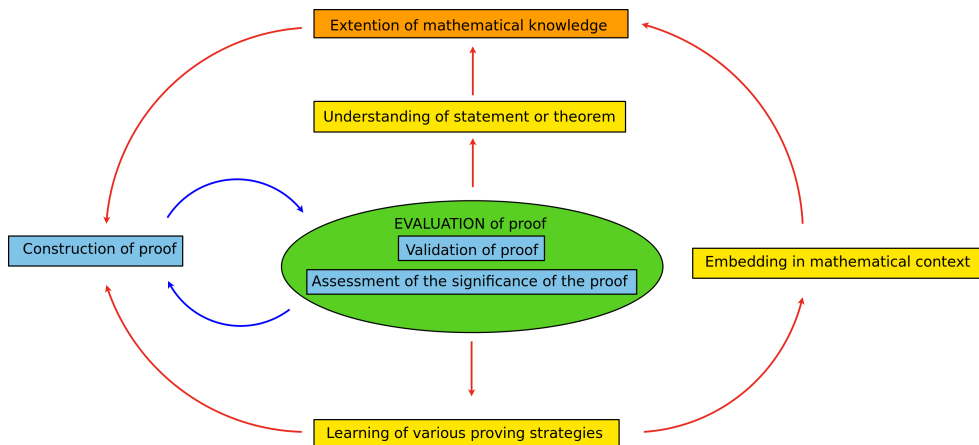 Extention of mathematical knowledge
Understanding of statement or theorem
EVALUATION of proof
Validation of proof
Construction of proof
Assessment of the significance of the proof
Embedding in mathematical context
Learning of various proving strategies